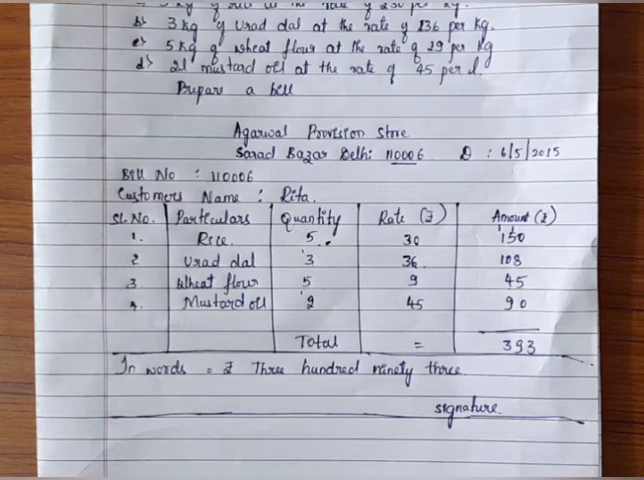 b) 3 kg of Urad dal at the rate of ₹36 per kg.
c) 5 kg of wheat flour at the rate of ₹9 per kg
d) 2l mustard oil at the rate of 45 per l.
Prepare a bill
Agarwal Provision Store
Sarad Bazar Delhi 110006 D : 6/5/2015
Bill No : 110006
Customers Name : Rita.
SL. No. Particulars Quantity Rate (₹) Amount (₹)
1. Rice. 5 30 150
2 Urad dal 3 36 108
3. Wheat flour 5 9 45
4. Mustard oil 2 45 90
Total = 393
In words = ₹ Three hundred ninety three.
signature.